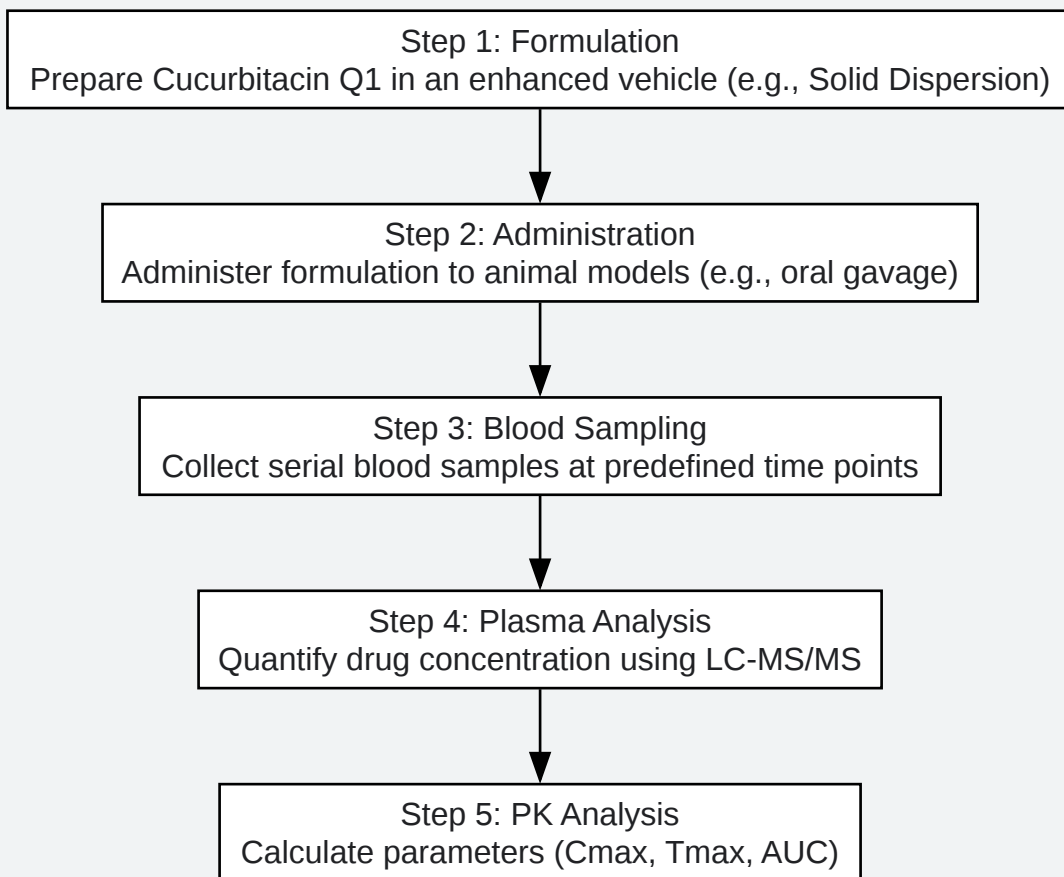 Step 1: Formulation
Prepare Cucurbitacin Q1 in an enhanced vehicle (e.g., Solid Dispersion)
Step 2: Administration
Administer formulation to animal models (e.g., oral gavage)
Step 3: Blood Sampling
Collect serial blood samples at predefined time points
Step 4: Plasma Analysis
Quantify drug concentration using LC-MS/MS
Step 5: PK Analysis
Calculate parameters (Cmax, Tmax, AUC)